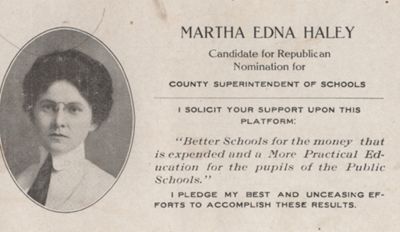 MARTHA EDNA HALEY
Candidate for Republican
Nomination for
COUNTY SUPERINTENDENT OF SCHOOLS
I SOLICIT YOUR SUPPORT UPON THIS
PLATFORM:
"Better Schools for the money that
is expended and a More Practical Ed-
ucation for the pupils of the Public
Schools."
I PLEDGE MY BEST AND UNCEASING EF-
FORTS TO ACCOMPLISH THESE RESULTS.